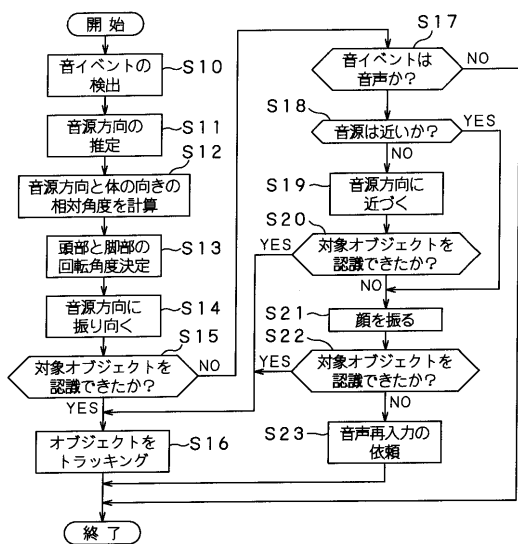 開始
音イベントの
検出
S10
音源方向の
推定
S11
音源方向と体の向きの
相対角度を計算
S12
頭部と脚部の
回転角度決定
S13
音源方向に
振り向く
S14
対象オブジェクトを
認識できたか?
S15
NO
YES
オブジェクトを
トラッキング
S16
終了
音イベントは
音声か?
S17
NO
音源は近いか?
S18
YES
NO
音源方向に
近づく
S19
対象オブジェクトを
認識できたか?
S20
YES
NO
顔を振る
S21
対象オブジェクトを
認識できたか?
S22
YES
NO
音声再入力の
依頼
S23